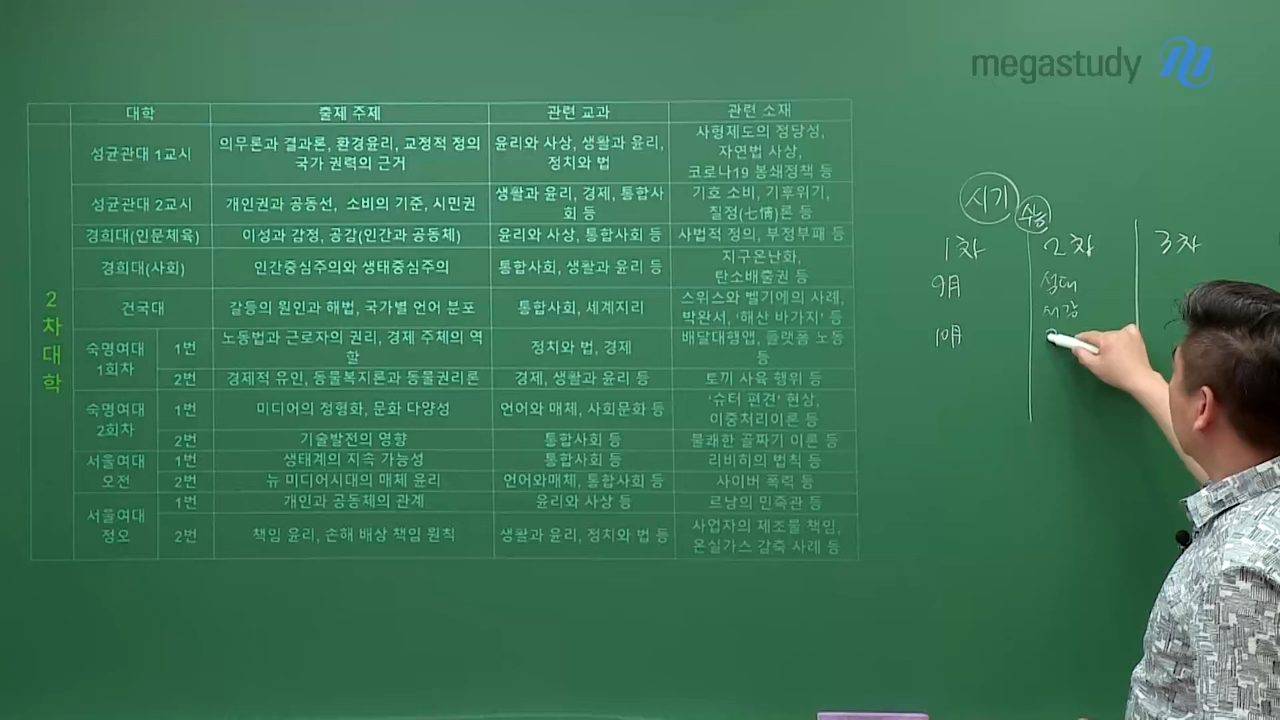 megastudy
대학 출제 주제 관련 교과 관련 소재
2차대학
성균관대 1교시 의무론과 결과론, 환경윤리, 교정적 정의 국가 권력의 근거 윤리와 사상, 생활과 윤리, 정치와 법 사형제도의 정당성, 자연법 사상, 코로나19 봉쇄정책 등
성균관대 2교시 개인권과 공동선, 소비의 기준, 시민권 생활과 윤리, 경제, 통합사회 등 기호 소비, 기후위기, 칠정(七情)론 등
경희대(인문체육) 이성과 감정, 공감(인간과 공동체) 윤리와 사상, 통합사회 등 사법적 정의, 부정부패 등
경희대(사회) 인간중심주의와 생태중심주의 통합사회, 생활과 윤리 등 지구온난화, 탄소배출권 등
건국대 갈등의 원인과 해법, 국가별 언어 분포 통합사회, 세계지리 스위스와 벨기에의 사례, 박완서, '해산 바가지' 등
숙명여대 1회차 1번 노동법과 근로자의 권리, 경제 주체의 역할 정치와 법, 경제 배달대행앱, 플랫폼 노동 등
2번 경제적 유인, 동물복지론과 동물권리론 경제, 생활과 윤리 등 토끼 사육 행위 등
숙명여대 2회차 1번 미디어의 정형화, 문화 다양성 언어와 매체, 사회문화 등 '슈터 편견' 현상, 이중처리이론 등
2번 기술발전의 영향 통합사회 등 불쾌한 골짜기 이론 등
서울여대 오전 1번 생태계의 지속 가능성 통합사회 등 리비히의 법칙 등
2번 뉴 미디어시대의 매체 윤리 언어와매체, 통합사회 등 사이버 폭력 등
서울여대 정오 1번 개인과 공동체의 관계 윤리와 사상 등 르낭의 민족관 등
2번 책임 윤리, 손해 배상 책임 원칙 생활과 윤리, 정치와 법 등 사업자의 제조물 책임, 온실가스 감축 사례 등
시기
수능
1차 2차 3차
9月
10月